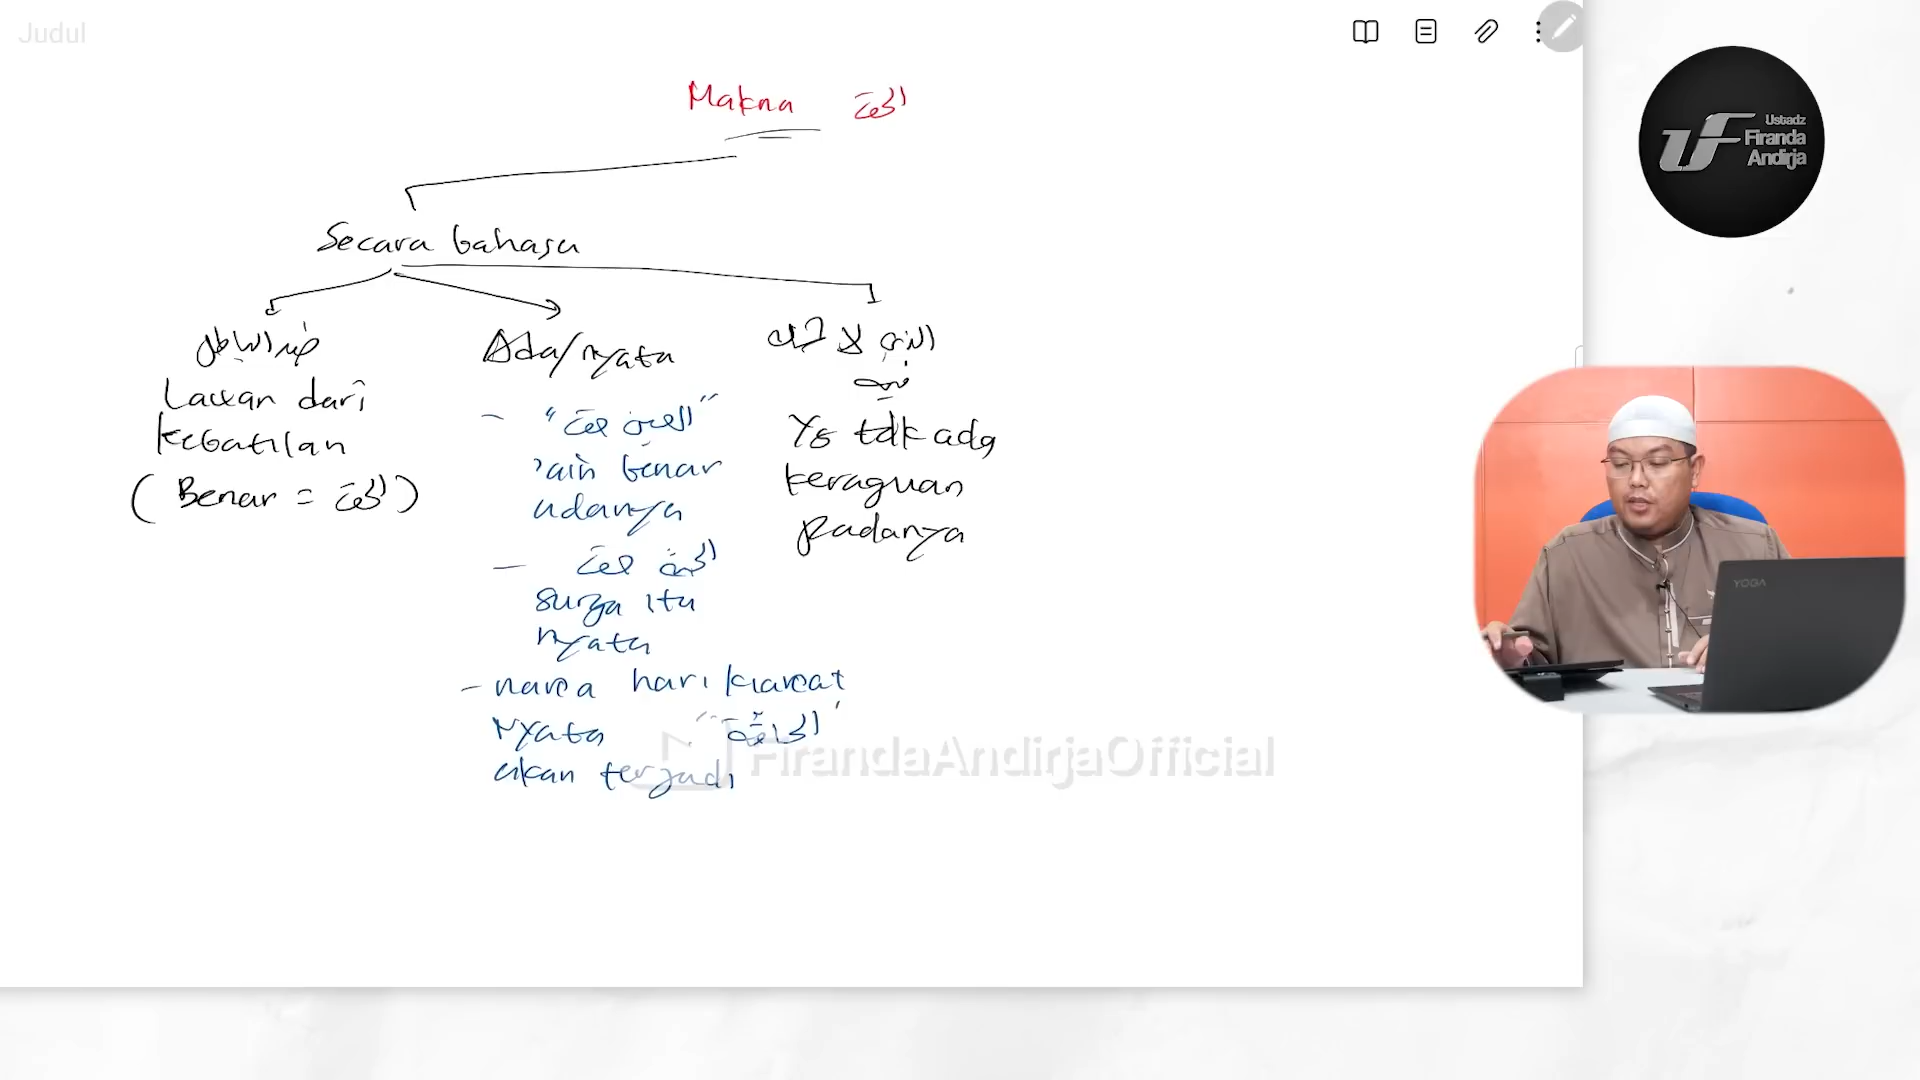 Judul
Makna الحق
Secara bahasa
ضد الباطل
Lawan dari
kebatilan
( Benar = الحق )
Ada/nyata
- "العين حق"
'ain benar
adanya
- الجنة حق
surga itu
nyata
- nama hari kiamat
Nyata "الحاقة"
akan terjadi
الذي لا شك
فيه
Yg tdk ada
keraguan
padanya
FirandaAndirjaOfficial
UF Ustadz
Firanda
Andirja
YOGA